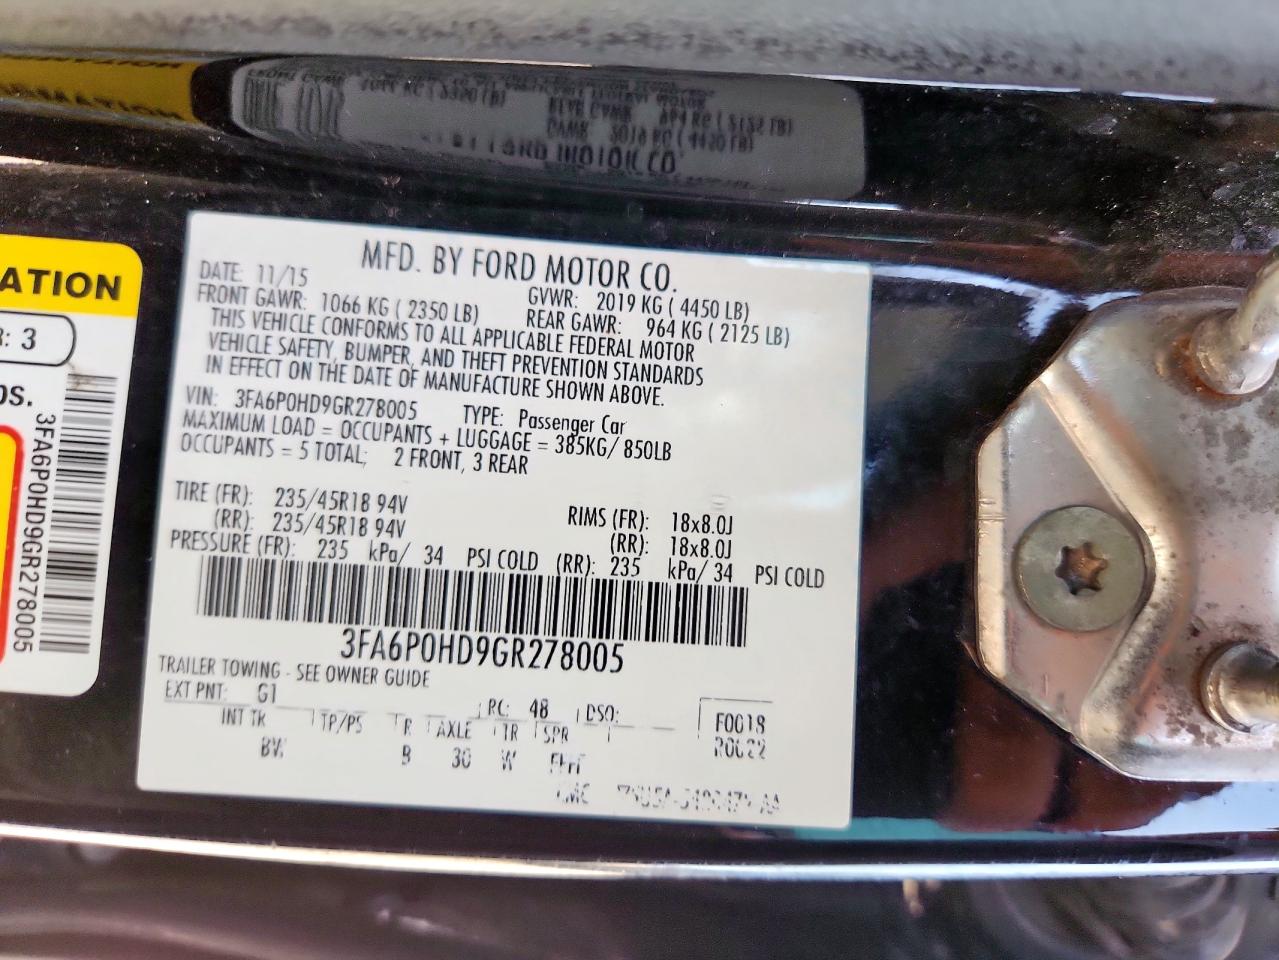 MFD. BY FORD MOTOR CO.
DATE: 11/15 GVWR: 2019 KG ( 4450 LB)
FRONT GAWR: 1066 KG ( 2350 LB) REAR GAWR: 964 KG ( 2125 LB)
THIS VEHICLE CONFORMS TO ALL APPLICABLE FEDERAL MOTOR
VEHICLE SAFETY, BUMPER, AND THEFT PREVENTION STANDARDS
IN EFFECT ON THE DATE OF MANUFACTURE SHOWN ABOVE.
VIN: 3FA6P0HD9GR278005 TYPE: Passenger Car
MAXIMUM LOAD = OCCUPANTS + LUGGAGE = 385KG/ 850LB
OCCUPANTS = 5 TOTAL; 2 FRONT, 3 REAR
TIRE (FR): 235/45R18 94V RIMS (FR): 18x8.0J
(RR): 235/45R18 94V (RR): 18x8.0J
PRESSURE (FR): 235 kPa/ 34 PSI COLD (RR): 235 kPa/ 34 PSI COLD
3FA6P0HD9GR278005
TRAILER TOWING - SEE OWNER GUIDE
EXT PNT: G1 RC: 48 DSO:
INT TR TP/PS R AXLE TR SPR F0018
BW 9 30 W
ATION
R: 3
3FA6P0HD9GR278005